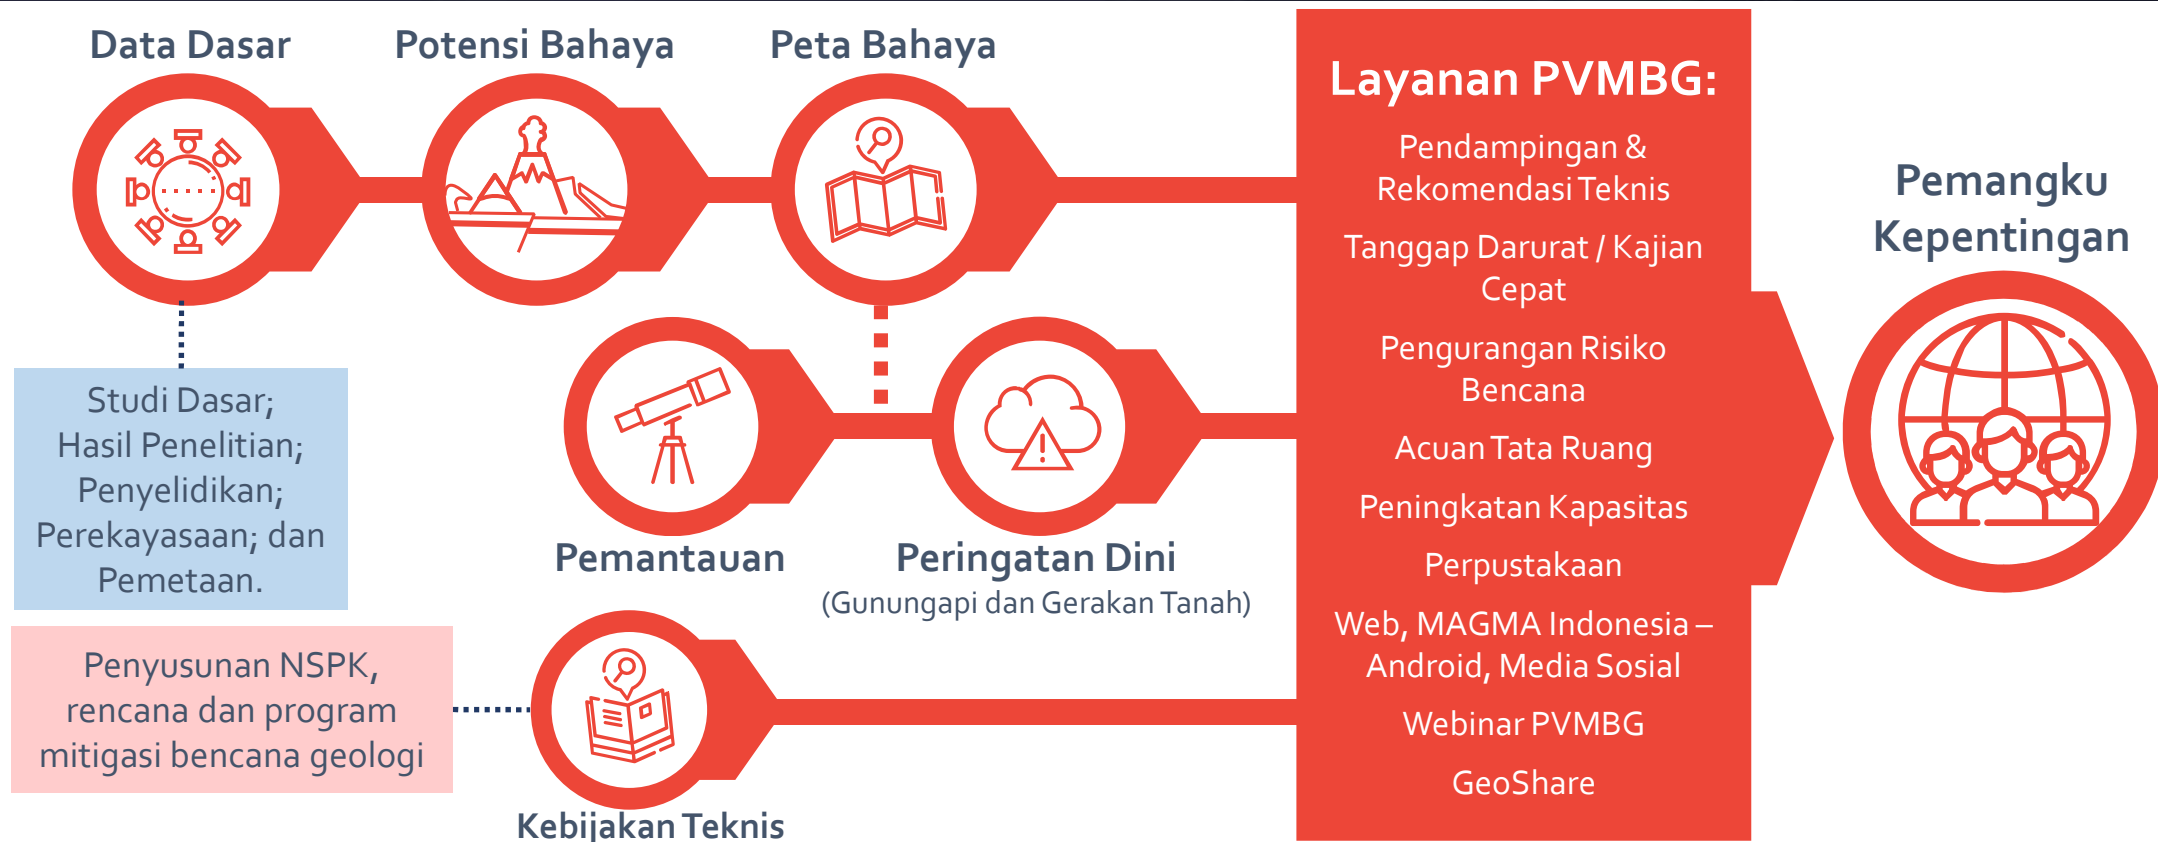 Data Dasar
Potensi Bahaya
Peta Bahaya
Studi Dasar;
Hasil Penelitian;
Penyelidikan;
Perekayasaan; dan
Pemetaan.
Pemantauan
Peringatan Dini
(Gunungapi dan Gerakan Tanah)
Penyusunan NSPK,
rencana dan program
mitigasi bencana geologi
Kebijakan Teknis
Layanan PVMBG:
Pendampingan &
Rekomendasi Teknis
Tanggap Darurat / Kajian
Cepat
Pengurangan Risiko
Bencana
Acuan Tata Ruang
Peningkatan Kapasitas
Perpustakaan
Web, MAGMA Indonesia –
Android, Media Sosial
Webinar PVMBG
GeoShare
Pemangku
Kepentingan